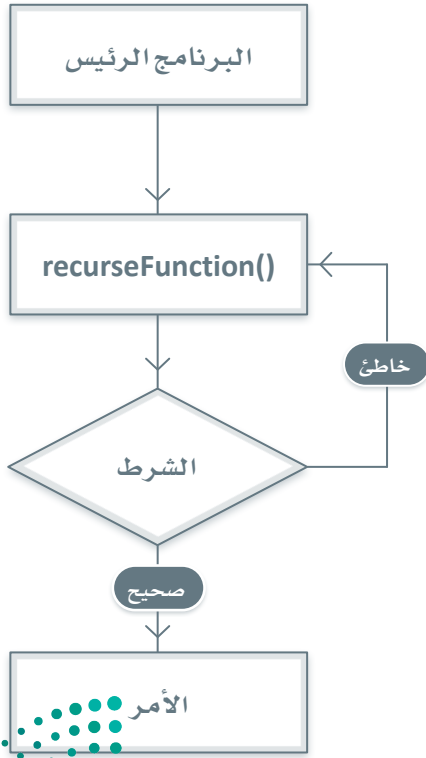 البرنامج الرئيس
recurseFunction()
خاطئ
الشرط
صحيح
الأمر